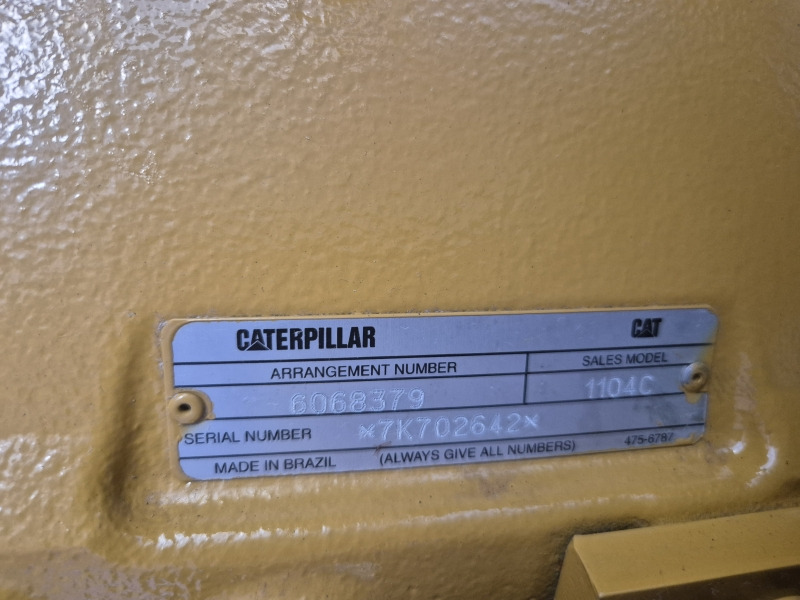 CATERPILLAR CAT
ARRANGEMENT NUMBER SALES MODEL
6068379 1104C
SERIAL NUMBER *7K702642*
MADE IN BRAZIL (ALWAYS GIVE ALL NUMBERS) 475-6787